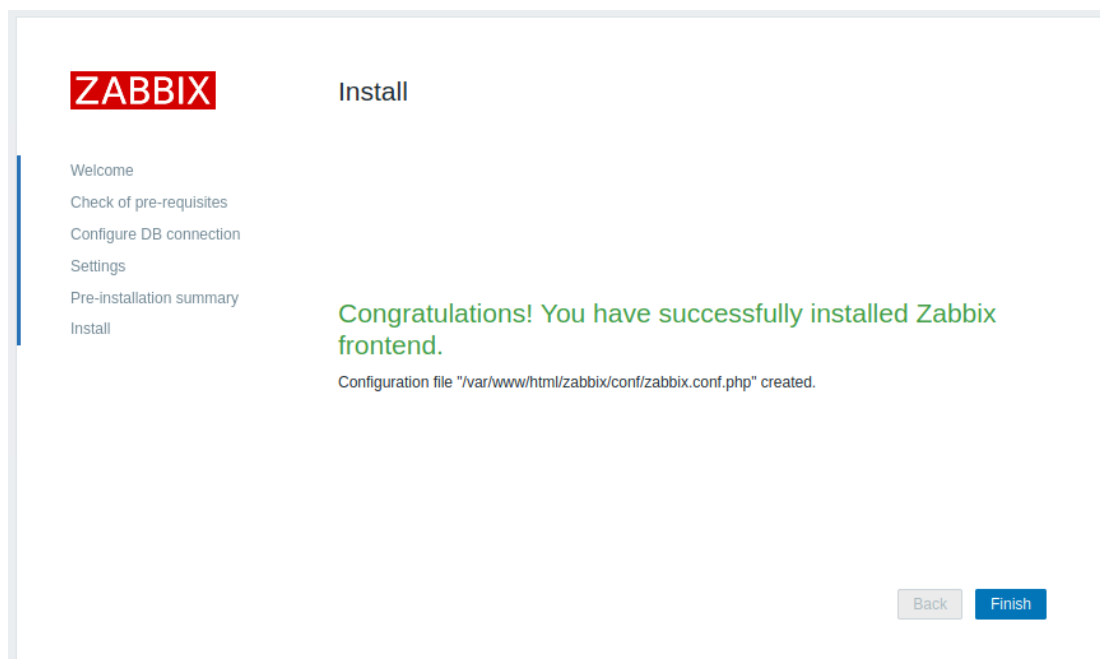 ZABBIX
Install
Welcome
Check of pre-requisites
Configure DB connection
Settings
Pre-installation summary
Install
Congratulations! You have successfully installed Zabbix
frontend.
Configuration file "/var/www/html/zabbix/conf/zabbix.conf.php" created.
Back
Finish